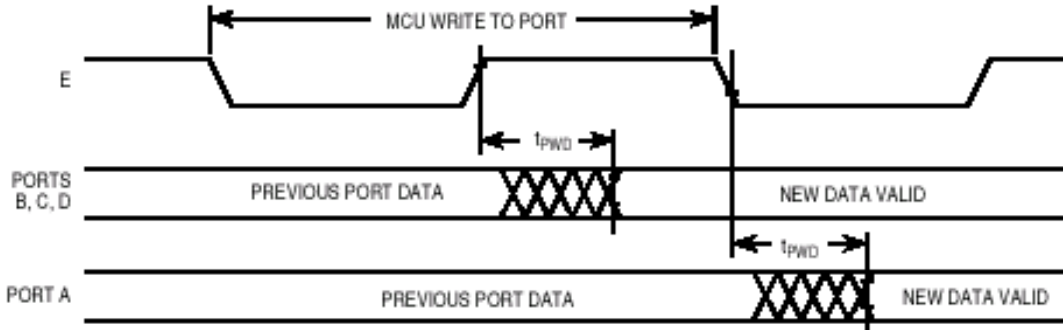 MCU WRITE TO PORT
E
tPWD
PORTS
B, C, D
PREVIOUS PORT DATA
NEW DATA VALID
tPWD
PORT A
PREVIOUS PORT DATA
NEW DATA VALID